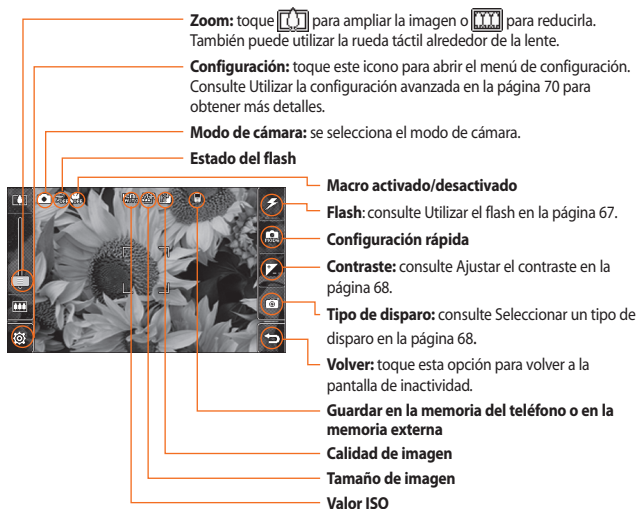 Zoom: toque para ampliar la imagen o para reducirla.
También puede utilizar la rueda táctil alrededor de la lente.
Configuración: toque este icono para abrir el menú de configuración.
Consulte Utilizar la configuración avanzada en la página 70 para
obtener más detalles.
Modo de cámara: se selecciona el modo de cámara.
Estado del flash
Macro activado/desactivado
Flash: consulte Utilizar el flash en la página 67.
Configuración rápida
Contraste: consulte Ajustar el contraste en la
página 68.
Tipo de disparo: consulte Seleccionar un tipo de
disparo en la página 68.
Volver: toque esta opción para volver a la
pantalla de inactividad.
Guardar en la memoria del teléfono o en la
memoria externa
Calidad de imagen
Tamaño de imagen
Valor ISO
OFF
OFF
MODE